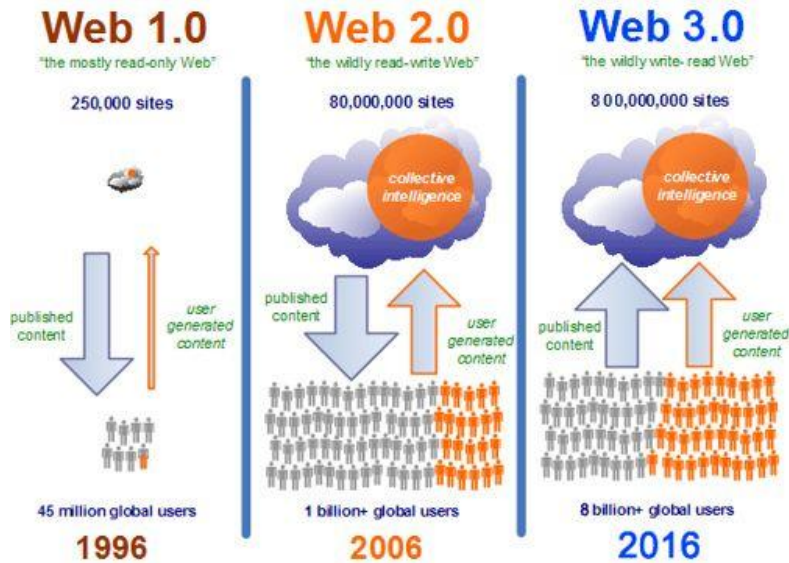 Web 1.0
"the mostly read-only Web"
250,000 sites
published
content
user
generated
content
45 million global users
1996
Web 2.0
"the wildly read-write Web"
80,000,000 sites
collective
intelligence
published
content
user
generated
content
1 billion+ global users
2006
Web 3.0
"the wildly write- read Web"
800,000,000 sites
collective
intelligence
published
content
user
generated
content
8 billion+ global users
2016